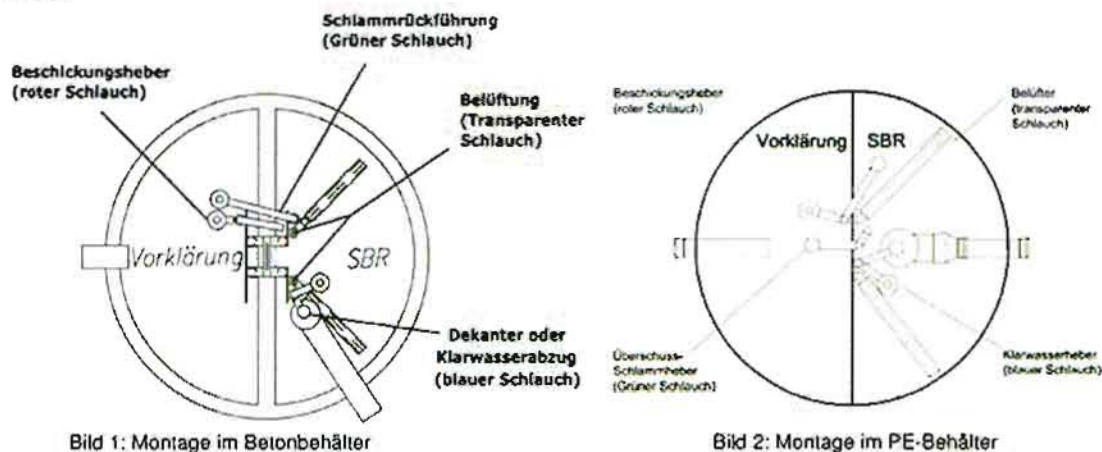 Schlammrückführung
(Grüner Schlauch)
Beschickungsheber
(roter Schlauch)
Belüftung
(Transparenter
Schlauch)
Vorklärung
SBR
Dekanter oder
Klarwasserabzug
(blauer Schlauch)
Bild 1: Montage im Betonbehälter
Beschickungsheber
(roter Schlauch)
Belüfter
(transparenter
Schlauch)
Vorklärung
SBR
Überschuss-
Schlammheber
(Grüner Schlauch)
Klarwasserheber
(blauer Schlauch)
Bild 2: Montage im PE-Behälter